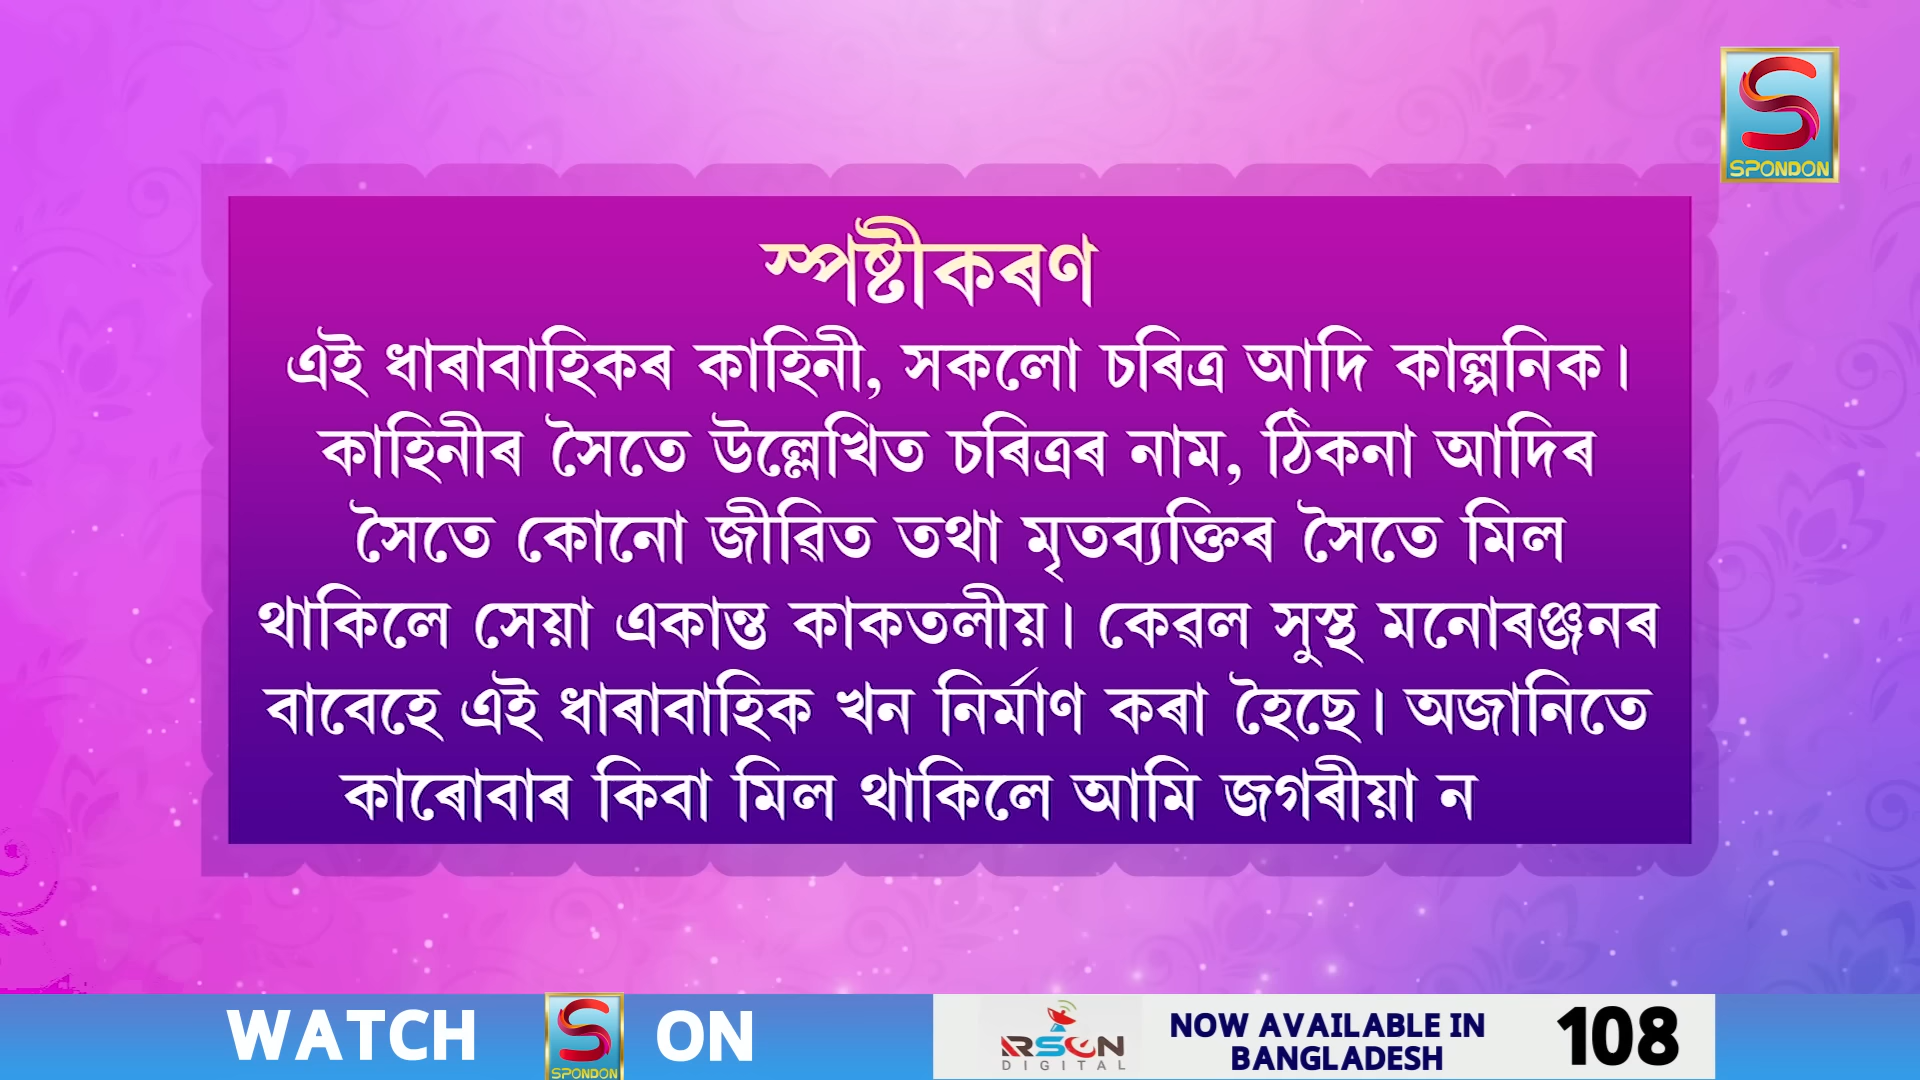 SPONDON
স্পষ্টীকৰণ
এই ধাৰাবাহিকৰ কাহিনী, সকলো চৰিত্ৰ আদি কাল্পনিক।
কাহিনীৰ সৈতে উল্লেখিত চৰিত্ৰৰ নাম, ঠিকনা আদিৰ
সৈতে কোনো জীৱিত তথা মৃতব্যক্তিৰ সৈতে মিল
থাকিলে সেয়া একান্ত কাকতলীয়। কেৱল সুস্থ মনোৰঞ্জনৰ
বাবেহে এই ধাৰাবাহিক খন নিৰ্মাণ কৰা হৈছে। অজানিতে
কাৰোবাৰ কিবা মিল থাকিলে আমি জগৰীয়া ন
WATCH SPONDON ON
RSCN DIGITAL
NOW AVAILABLE IN
BANGLADESH
108